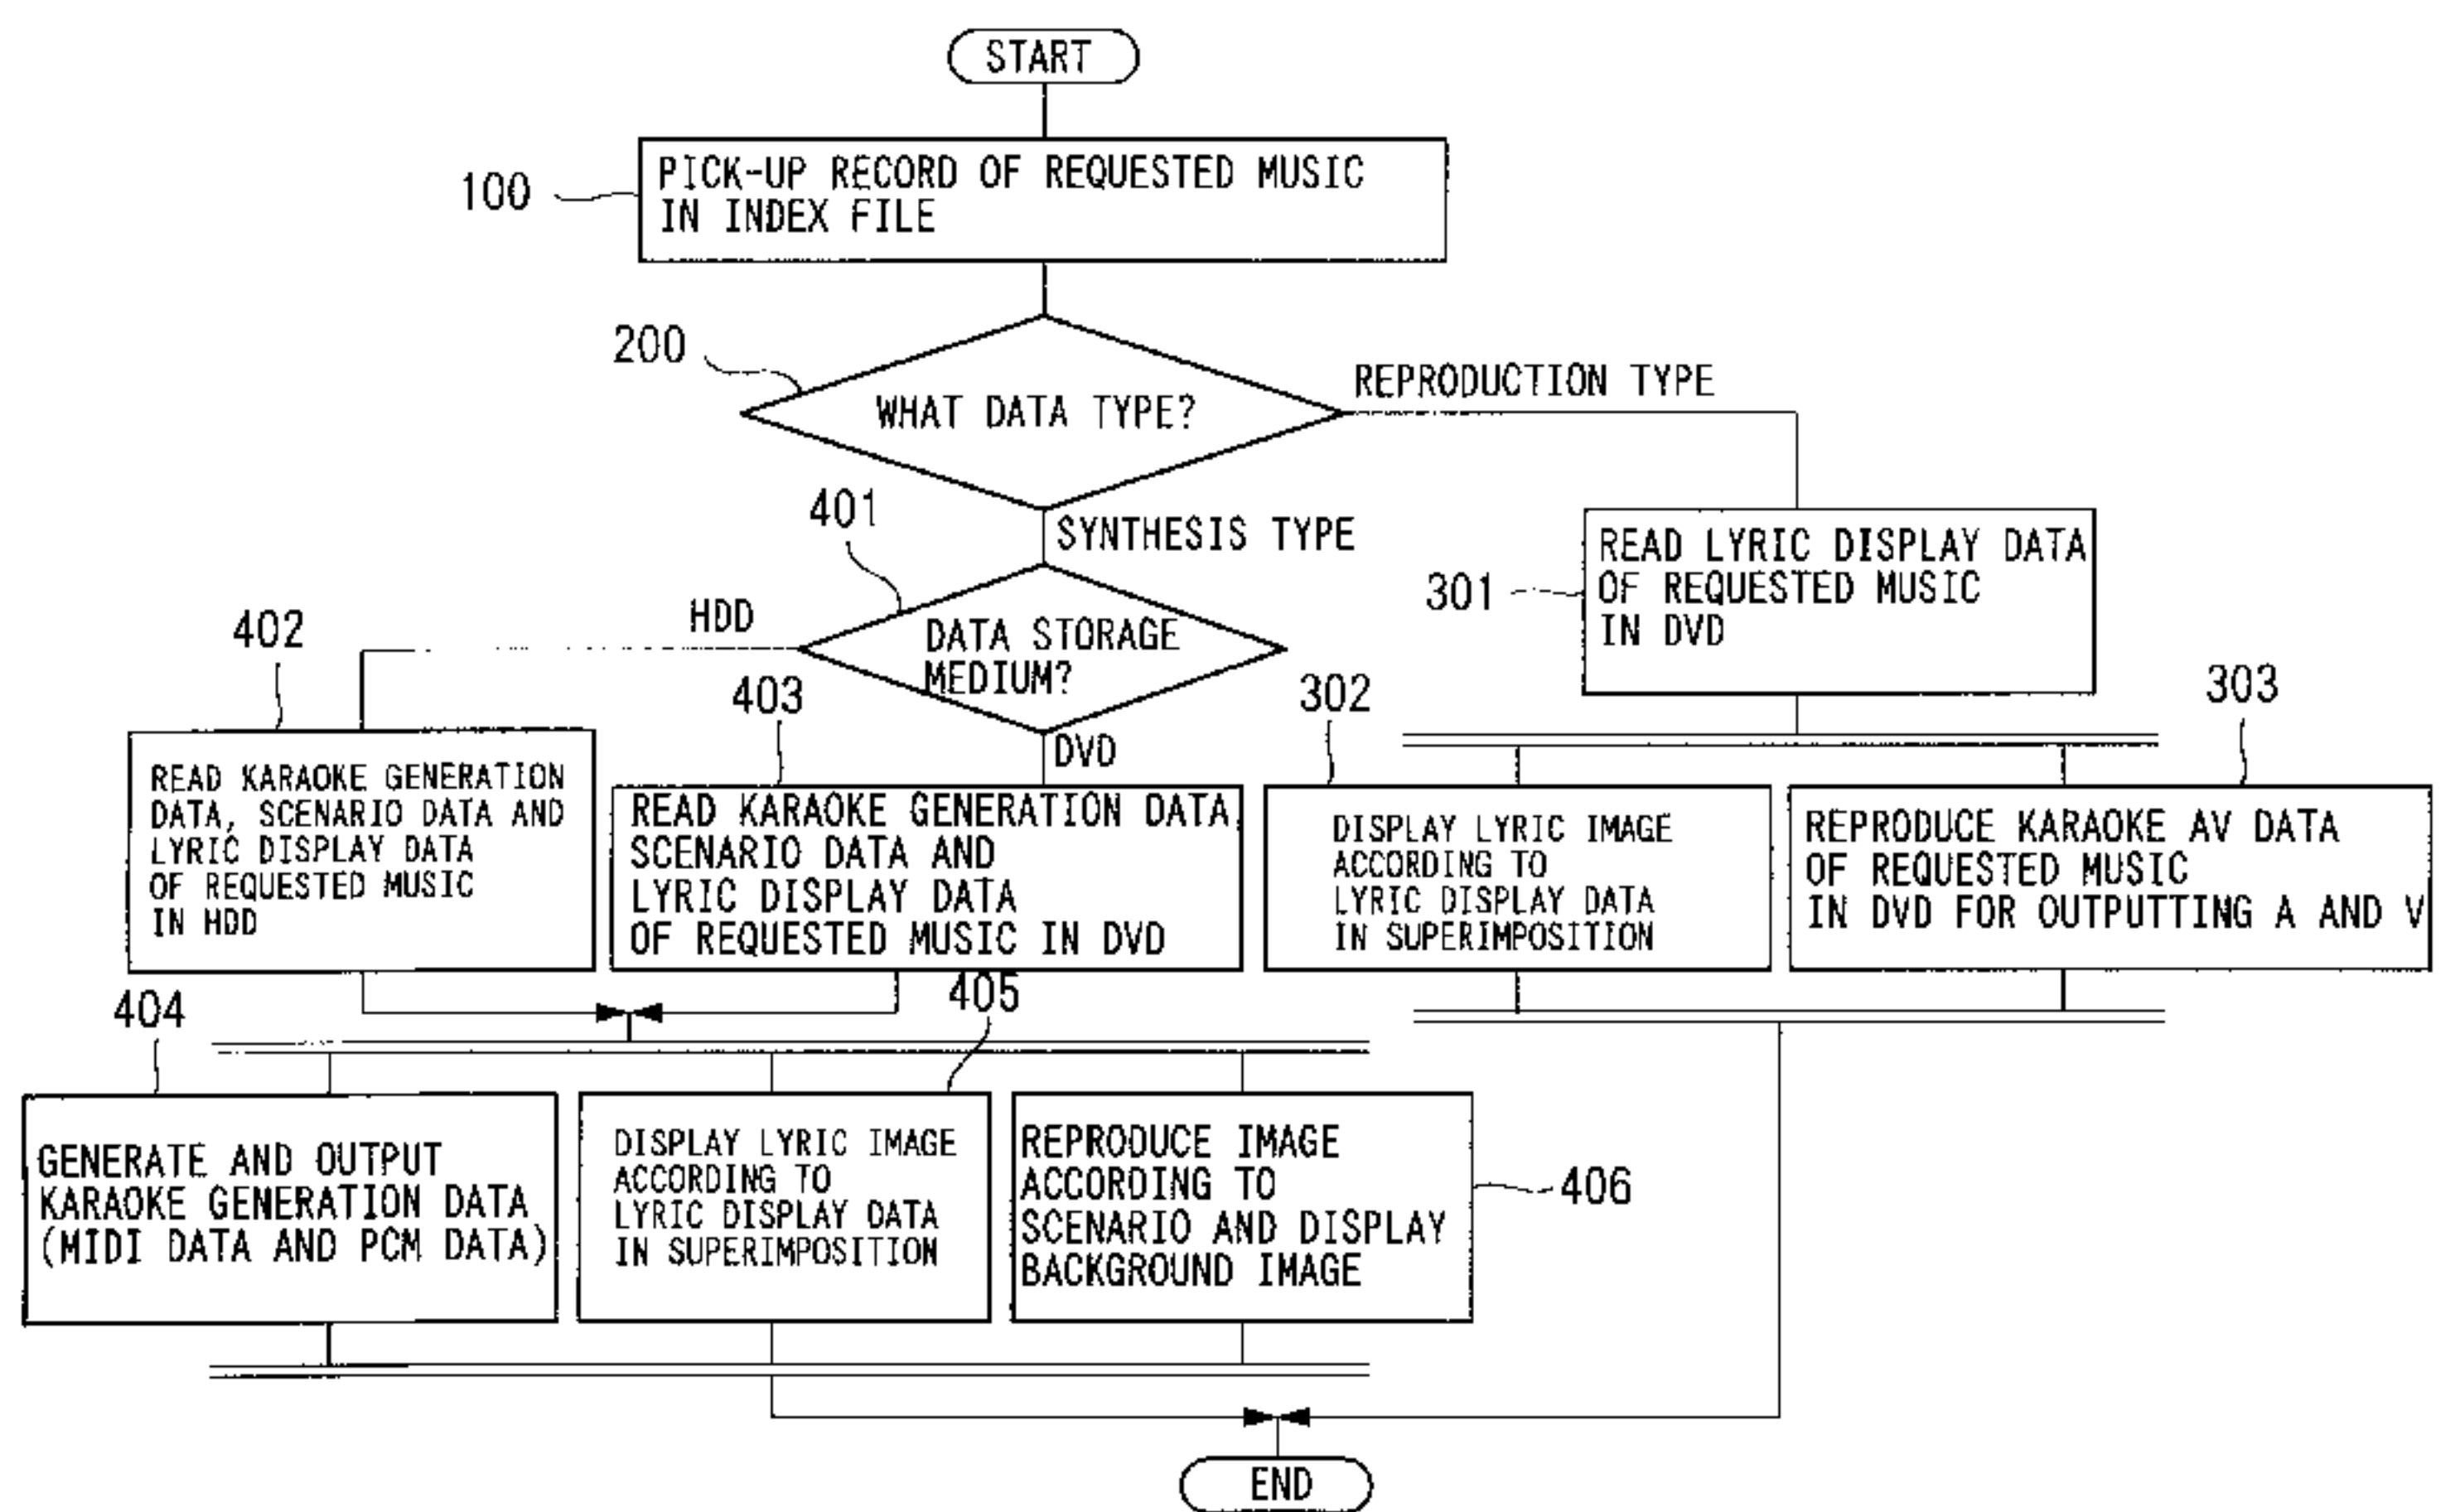 START
100
PICK-UP RECORD OF REQUESTED MUSIC
IN INDEX FILE
200
WHAT DATA TYPE?
REPRODUCTION TYPE
SYNTHESIS TYPE
401
DATA STORAGE
MEDIUM?
HDD
DVD
301
READ LYRIC DISPLAY DATA
OF REQUESTED MUSIC
IN DVD
402
READ KARAOKE GENERATION
DATA, SCENARIO DATA AND
LYRIC DISPLAY DATA
OF REQUESTED MUSIC
IN HDD
403
READ KARAOKE GENERATION DATA,
SCENARIO DATA AND
LYRIC DISPLAY DATA
OF REQUESTED MUSIC IN DVD
302
DISPLAY LYRIC IMAGE
ACCORDING TO
LYRIC DISPLAY DATA
IN SUPERIMPOSITION
303
REPRODUCE KARAOKE AV DATA
OF REQUESTED MUSIC
IN DVD FOR OUTPUTTING A AND V
404
GENERATE AND OUTPUT
KARAOKE GENERATION DATA
(MIDI DATA AND PCM DATA)
405
DISPLAY LYRIC IMAGE
ACCORDING TO
LYRIC DISPLAY DATA
IN SUPERIMPOSITION
406
REPRODUCE IMAGE
ACCORDING TO
SCENARIO AND DISPLAY
BACKGROUND IMAGE
END